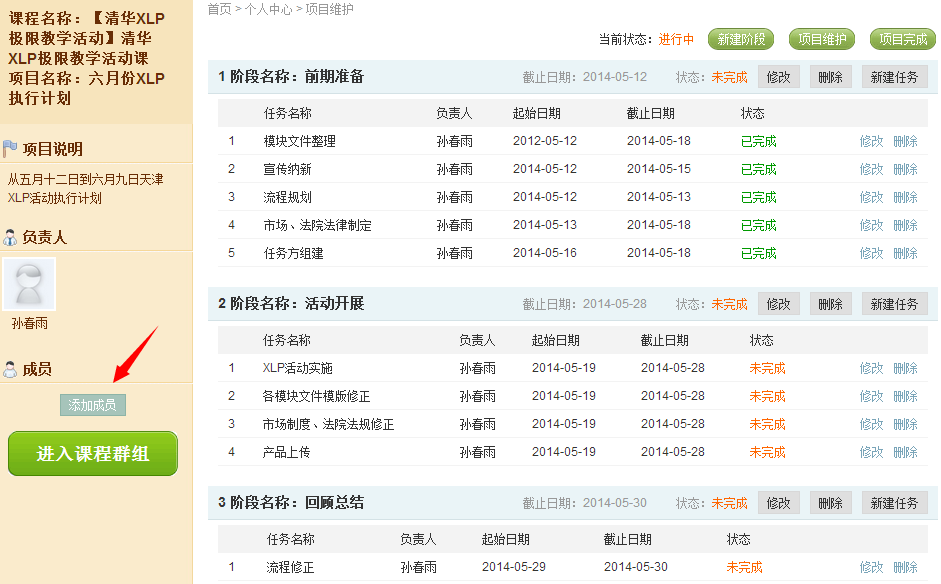 课程名称：【清华XLP
极限教学活动】清华
XLP极限教学活动课
项目名称：六月份XLP
执行计划
项目说明
从五月十二日到六月九日天津
XLP活动执行计划
负责人
孙春雨
成员
添加成员
进入课程群组
首页 > 个人中心 > 项目维护
当前状态：进行中 新建阶段 项目维护 项目完成
1 阶段名称：前期准备 截止日期：2014-05-12 状态：未完成 修改 删除 新建任务
任务名称 负责人 起始日期 截止日期 状态
1 模块文件整理 孙春雨 2012-05-12 2014-05-18 已完成 修改 删除
2 宣传纳新 孙春雨 2014-05-12 2014-05-15 已完成 修改 删除
3 流程规划 孙春雨 2014-05-12 2014-05-13 已完成 修改 删除
4 市场、法院法律制定 孙春雨 2014-05-13 2014-05-18 已完成 修改 删除
5 任务方组建 孙春雨 2014-05-16 2014-05-18 已完成 修改 删除
2 阶段名称：活动开展 截止日期：2014-05-28 状态：未完成 修改 删除 新建任务
任务名称 负责人 起始日期 截止日期 状态
1 XLP活动实施 孙春雨 2014-05-19 2014-05-28 未完成 修改 删除
2 各模块文件模版修正 孙春雨 2014-05-19 2014-05-28 未完成 修改 删除
3 市场制度、法院法规修正 孙春雨 2014-05-19 2014-05-28 未完成 修改 删除
4 产品上传 孙春雨 2014-05-19 2014-05-28 未完成 修改 删除
3 阶段名称：回顾总结 截止日期：2014-05-30 状态：未完成 修改 删除 新建任务
任务名称 负责人 起始日期 截止日期 状态
1 流程修正 孙春雨 2014-05-29 2014-05-30 未完成 修改 删除